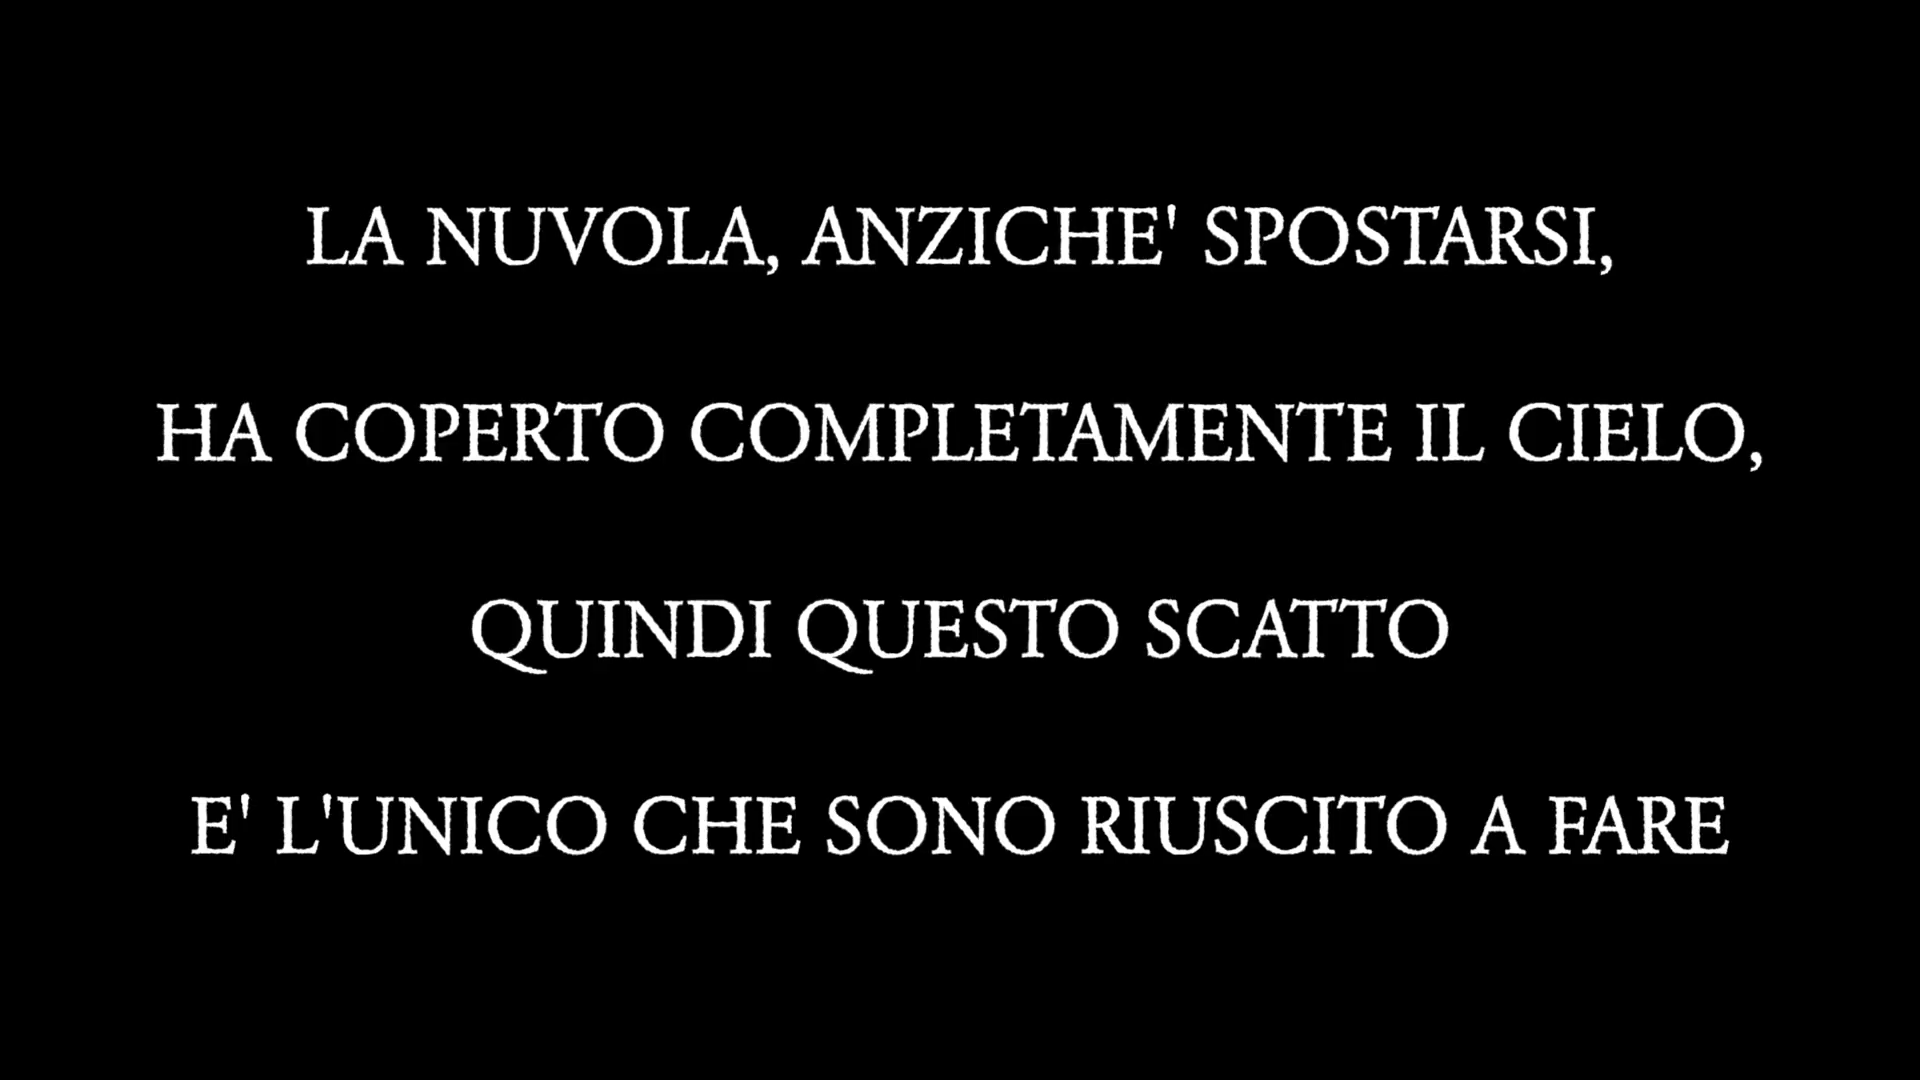 LA NUVOLA, ANZICHE' SPOSTARSI,
HA COPERTO COMPLETAMENTE IL CIELO,
QUINDI QUESTO SCATTO
E' L'UNICO CHE SONO RIUSCITO A FARE